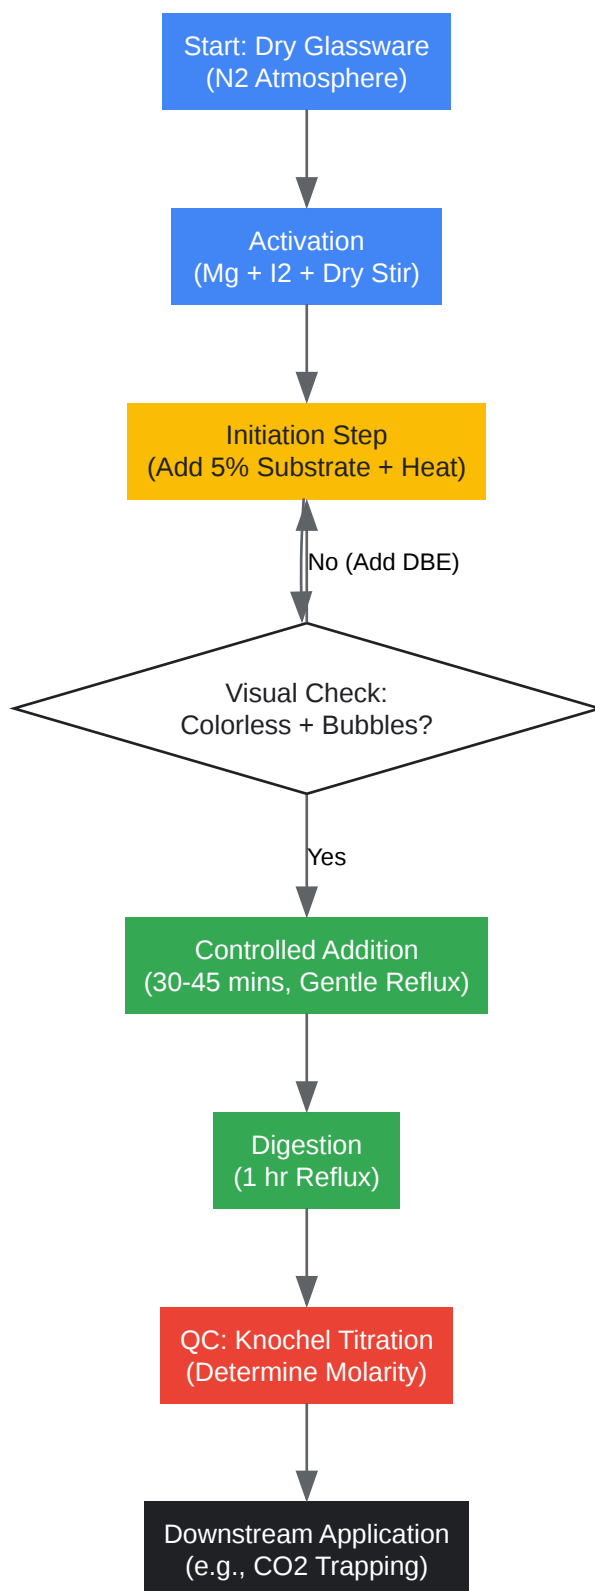 Start: Dry Glassware
(N2 Atmosphere)
Activation
(Mg + I2 + Dry Stir)
Initiation Step
(Add 5% Substrate + Heat)
No (Add DBE)
Visual Check:
Colorless + Bubbles?
Yes
Controlled Addition
(30-45 mins, Gentle Reflux)
Digestion
(1 hr Reflux)
QC: Knochel Titration
(Determine Molarity)
Downstream Application
(e.g., CO2 Trapping)